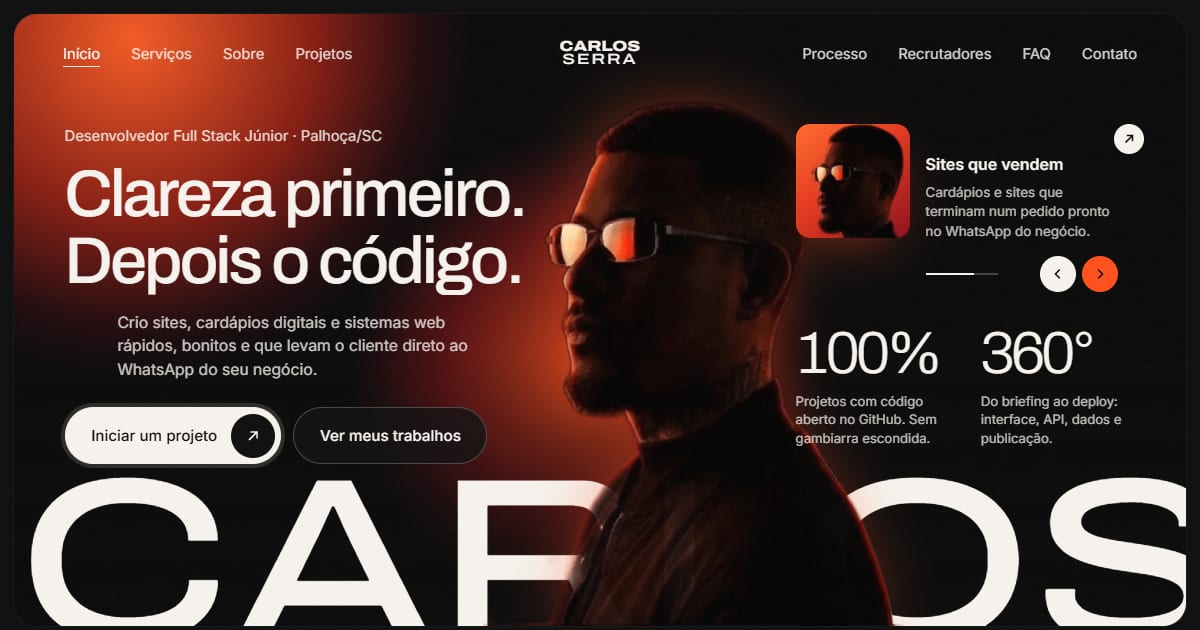 Início Serviços Sobre Projetos
CARLOS
SERRA
Processo Recrutadores FAQ Contato
Desenvolvedor Full Stack Júnior · Palhoça/SC
Clareza primeiro.
Depois o código.
Crio sites, cardápios digitais e sistemas web
rápidos, bonitos e que levam o cliente direto ao
WhatsApp do seu negócio.
Iniciar um projeto
Ver meus trabalhos
Sites que vendem
Cardápios e sites que
terminam num pedido pronto
no WhatsApp do negócio.
100%
Projetos com código
aberto no GitHub. Sem
gambiarra escondida.
360°
Do briefing ao deploy:
interface, API, dados e
publicação.
CARLOS